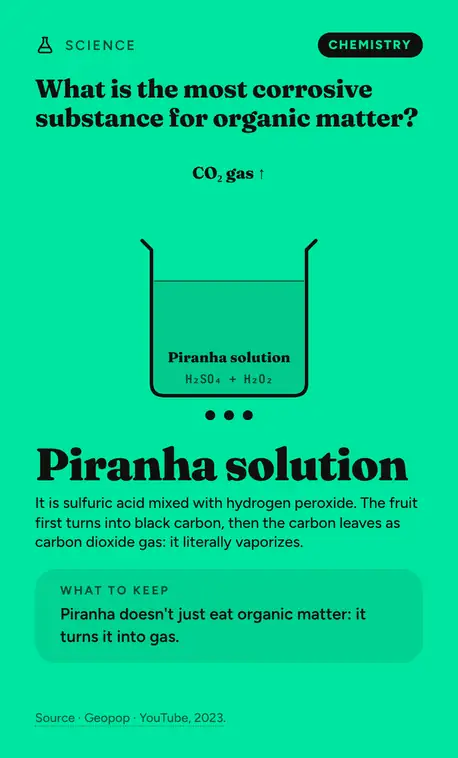 SCIENCE
CHEMISTRY
What is the most corrosive
substance for organic matter?
CO₂ gas ↑
Piranha solution
H₂SO₄ + H₂O₂
Piranha solution
It is sulfuric acid mixed with hydrogen peroxide. The fruit
first turns into black carbon, then the carbon leaves as
carbon dioxide gas: it literally vaporizes.
WHAT TO KEEP
Piranha doesn't just eat organic matter: it
turns it into gas.
Source · Geopop · YouTube, 2023.